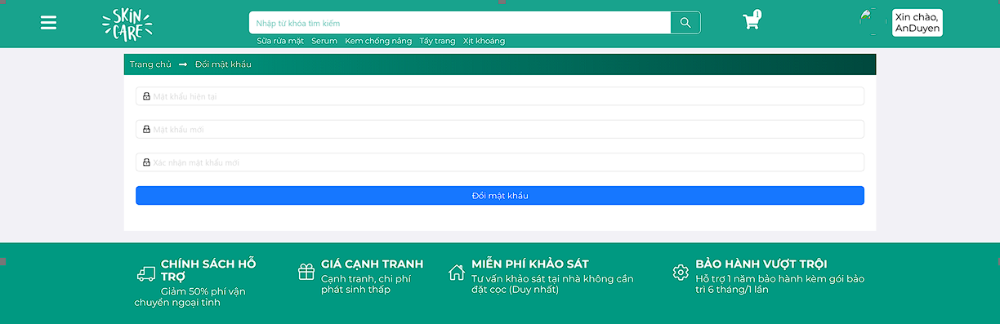 SKIN
CARE
Nhập từ khóa tìm kiếm
1
Xin chào,
AnDuyen
Sữa rửa mặt Serum Kem chống nắng Tẩy trang Xịt khoáng
Trang chủ → Đổi mật khẩu
Mật khẩu hiện tại
Mật khẩu mới
Xác nhận mật khẩu mới
Đổi mật khẩu
CHÍNH SÁCH HỖ
TRỢ
Giảm 50% phí vận
chuyển ngoại tỉnh
GIÁ CẠNH TRANH
Cạnh tranh, chi phí
phát sinh thấp
MIỄN PHÍ KHẢO SÁT
Tư vấn khảo sát tại nhà không cần
đặt cọc (Duy nhất)
BẢO HÀNH VƯỢT TRỘI
Hỗ trợ 1 năm bảo hành kèm gói bảo
trì 6 tháng/1 lần